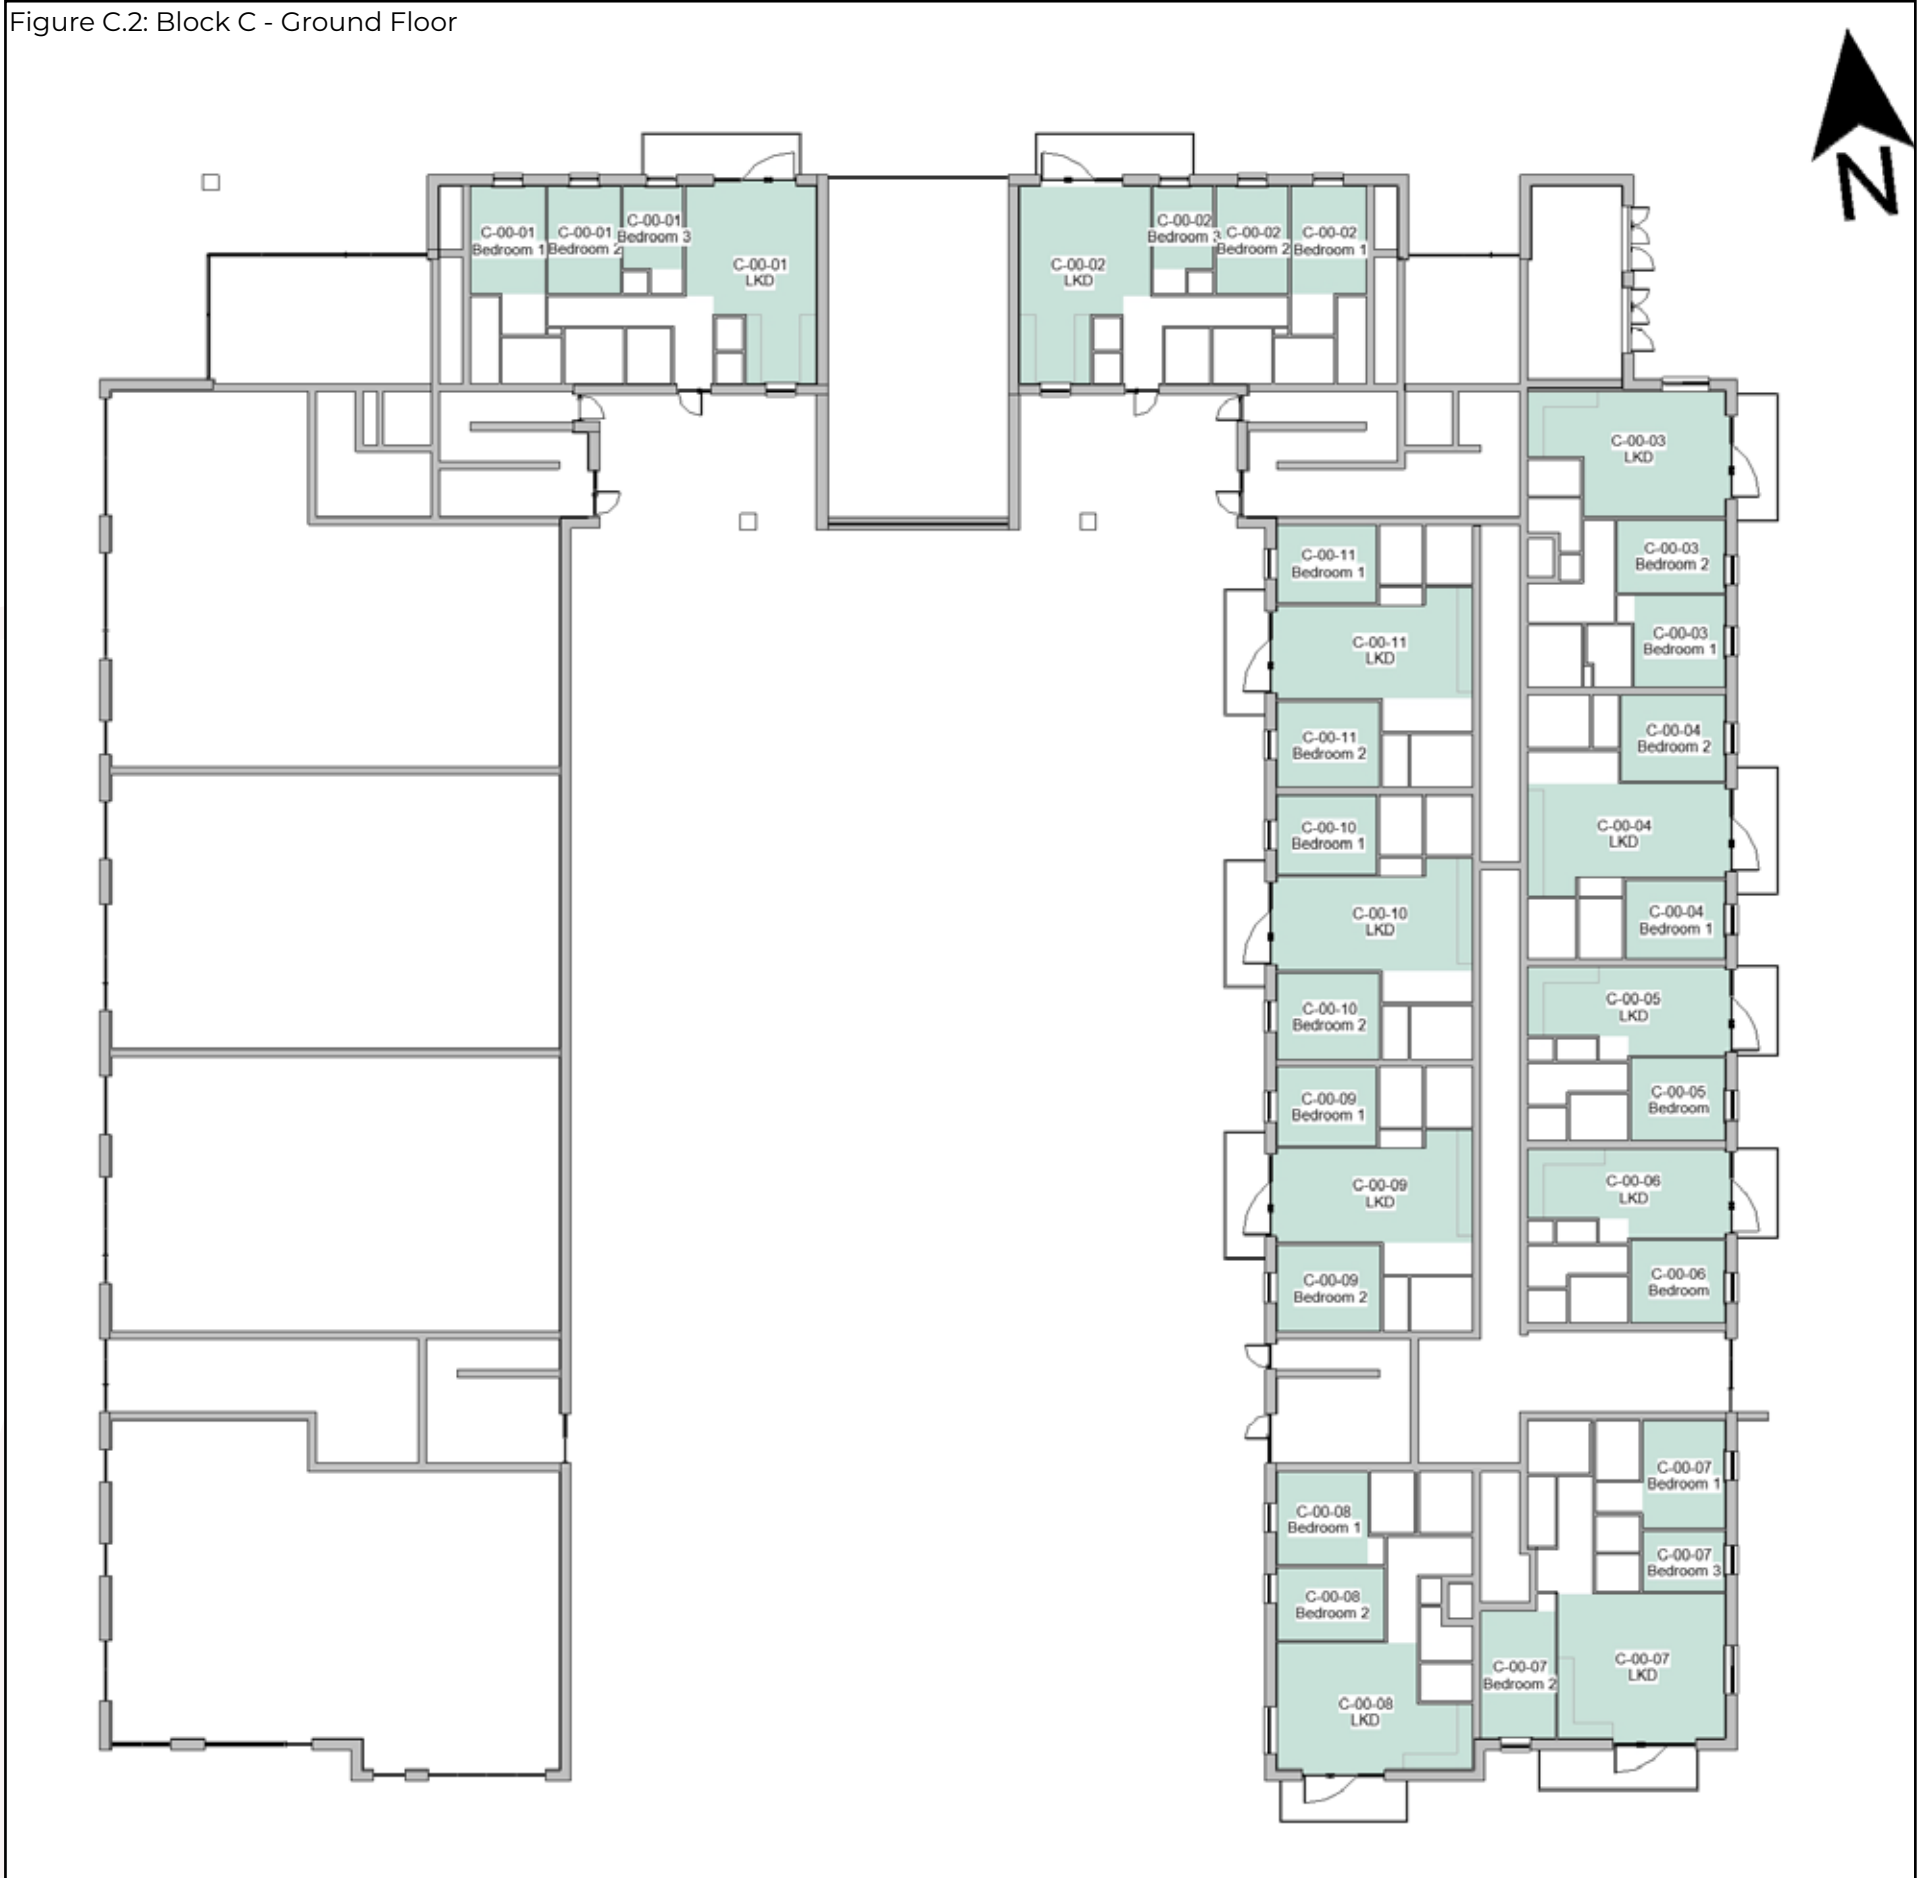 Figure C.2: Block C - Ground Floor
N
C-00-01
Bedroom 1
C-00-01
Bedroom 2
C-00-01
Bedroom 3
C-00-01
LKD
C-00-02
LKD
C-00-02
Bedroom 3
C-00-02
Bedroom 2
C-00-02
Bedroom 1
C-00-03
LKD
C-00-03
Bedroom 2
C-00-03
Bedroom 1
C-00-11
Bedroom 1
C-00-11
LKD
C-00-11
Bedroom 2
C-00-04
Bedroom 2
C-00-04
LKD
C-00-04
Bedroom 1
C-00-10
Bedroom 1
C-00-10
LKD
C-00-10
Bedroom 2
C-00-05
LKD
C-00-05
Bedroom
C-00-09
Bedroom 1
C-00-09
LKD
C-00-09
Bedroom 2
C-00-06
LKD
C-00-06
Bedroom
C-00-07
Bedroom 1
C-00-07
Bedroom 3
C-00-07
Bedroom 2
C-00-07
LKD
C-00-08
Bedroom 1
C-00-08
Bedroom 2
C-00-08
LKD